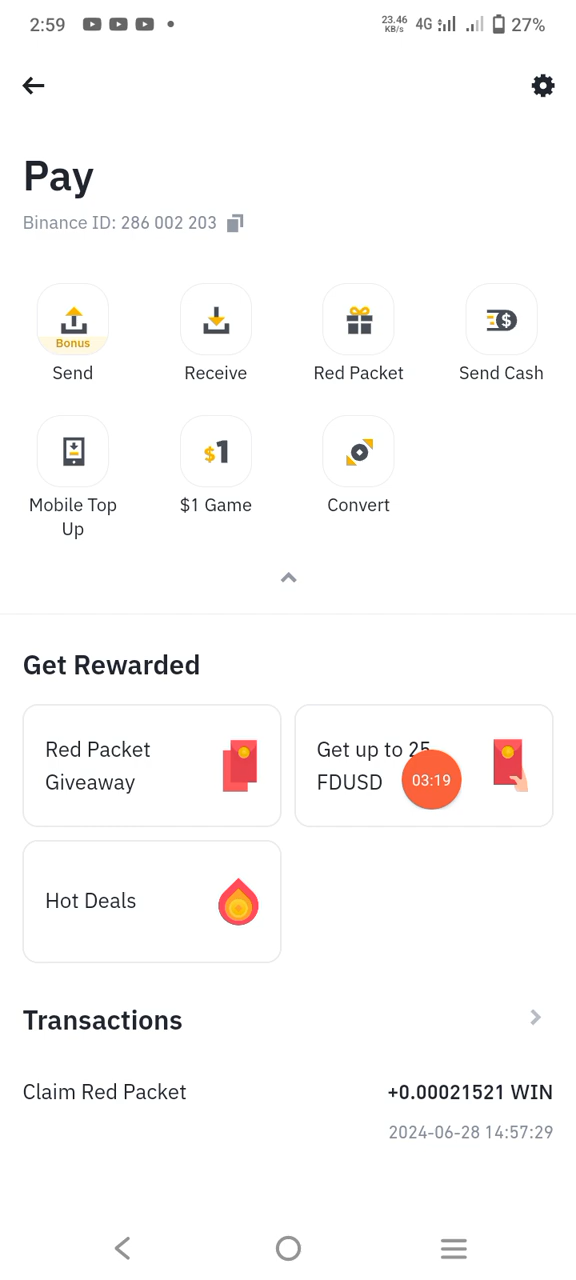 2:59 23.46 KB/s 4G 27%
Pay
Binance ID: 286 002 203
Bonus
Send Receive Red Packet Send Cash
$1
Mobile Top Up $1 Game Convert
Get Rewarded
Red Packet Giveaway
Get up to 25 FDUSD
03:19
Hot Deals
Transactions
Claim Red Packet +0.00021521 WIN
2024-06-28 14:57:29